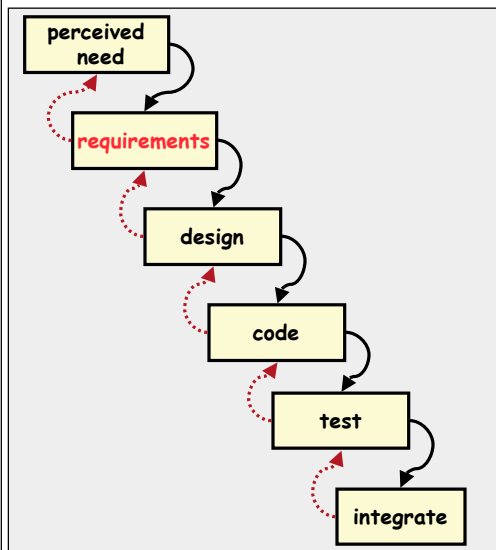 perceived
need
requirements
design
code
test
integrate